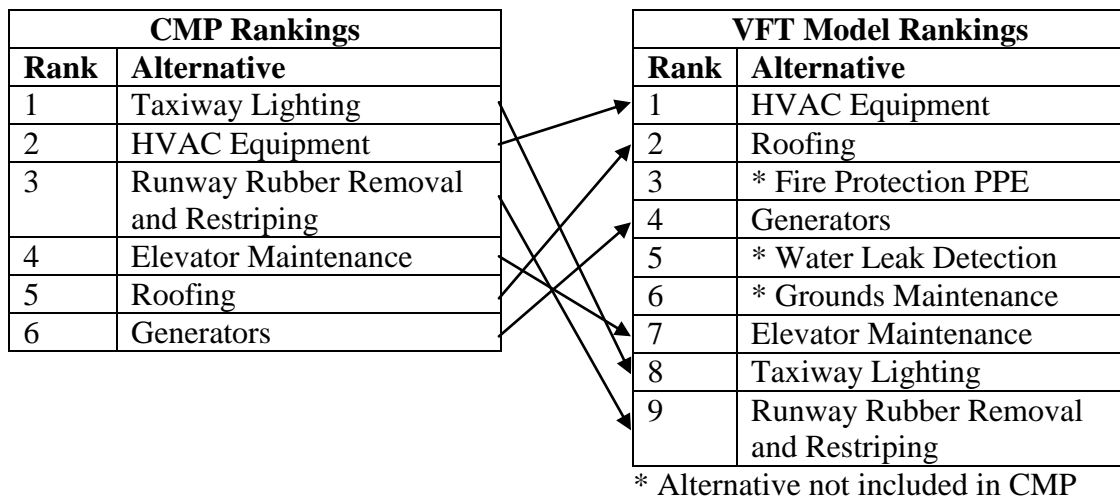 CMP Rankings
Rank Alternative
1 Taxiway Lighting
2 HVAC Equipment
3 Runway Rubber Removal
and Restriping
4 Elevator Maintenance
5 Roofing
6 Generators
VFT Model Rankings
Rank Alternative
1 HVAC Equipment
2 Roofing
3 * Fire Protection PPE
4 Generators
5 * Water Leak Detection
6 * Grounds Maintenance
7 Elevator Maintenance
8 Taxiway Lighting
9 Runway Rubber Removal
and Restriping
* Alternative not included in CMP